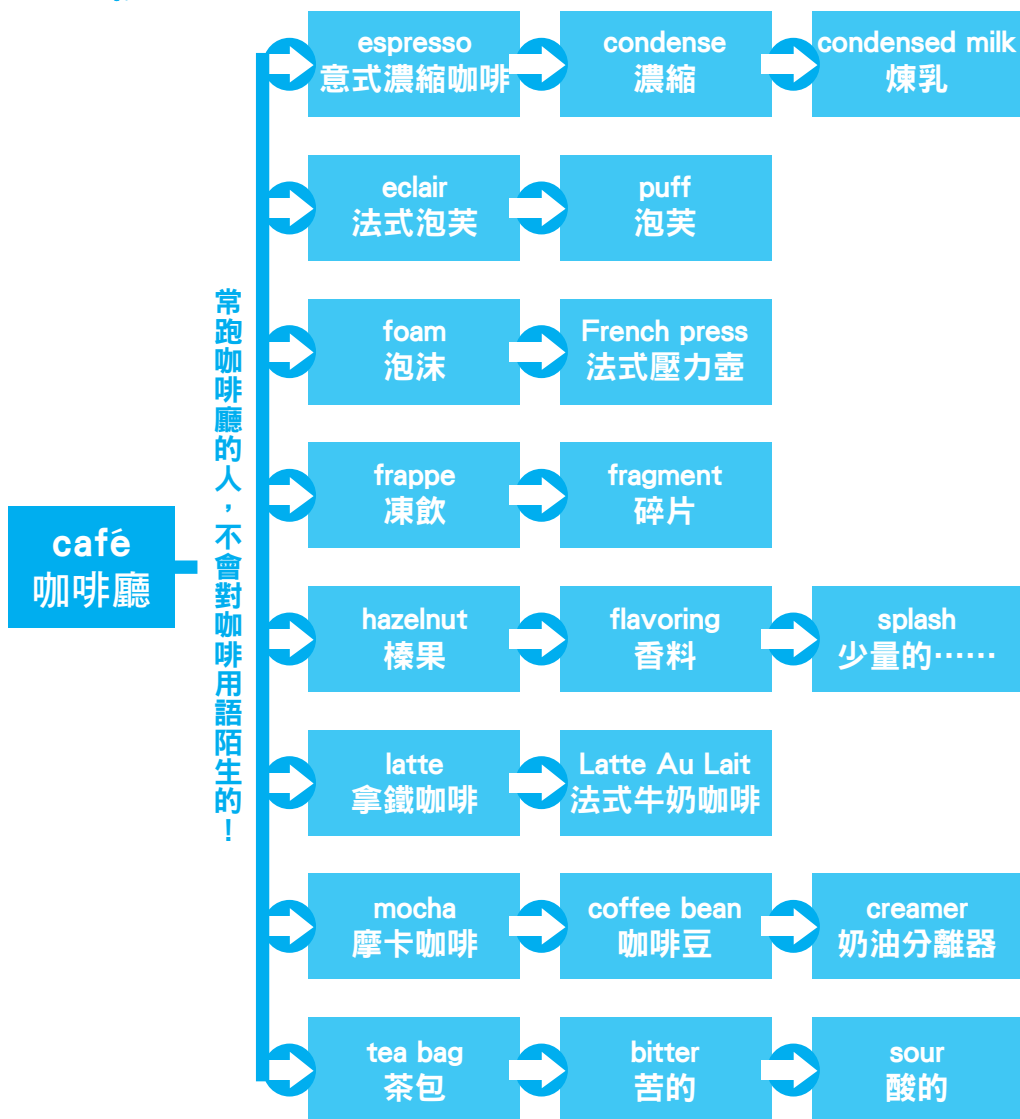 café
咖啡廳
常跑咖啡廳的人，不會對咖啡用語陌生的！
espresso
意式濃縮咖啡
condense
濃縮
condensed milk
煉乳
eclair
法式泡芙
puff
泡芙
foam
泡沫
French press
法式壓力壺
frappe
凍飲
fragment
碎片
hazelnut
榛果
flavoring
香料
splash
少量的……
latte
拿鐵咖啡
Latte Au Lait
法式牛奶咖啡
mocha
摩卡咖啡
coffee bean
咖啡豆
creamer
奶油分離器
tea bag
茶包
bitter
苦的
sour
酸的